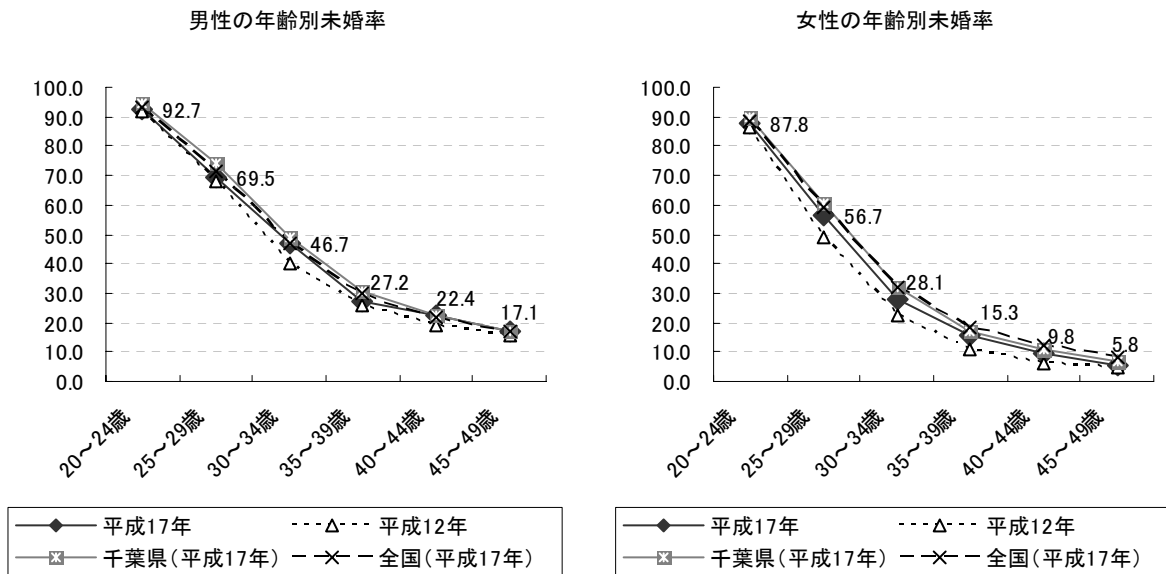 男性の年齢別未婚率
100.0
90.0
80.0
70.0
60.0
50.0
40.0
30.0
20.0
10.0
0.0
92.7
69.5
46.7
27.2
22.4
17.1
20～24歳
25～29歳
30～34歳
35～39歳
40～44歳
45～49歳
平成17年
平成12年
千葉県（平成17年）
全国（平成17年）
女性の年齢別未婚率
100.0
90.0
80.0
70.0
60.0
50.0
40.0
30.0
20.0
10.0
0.0
87.8
56.7
28.1
15.3
9.8
5.8
20～24歳
25～29歳
30～34歳
35～39歳
40～44歳
45～49歳
平成17年
平成12年
千葉県（平成17年）
全国（平成17年）